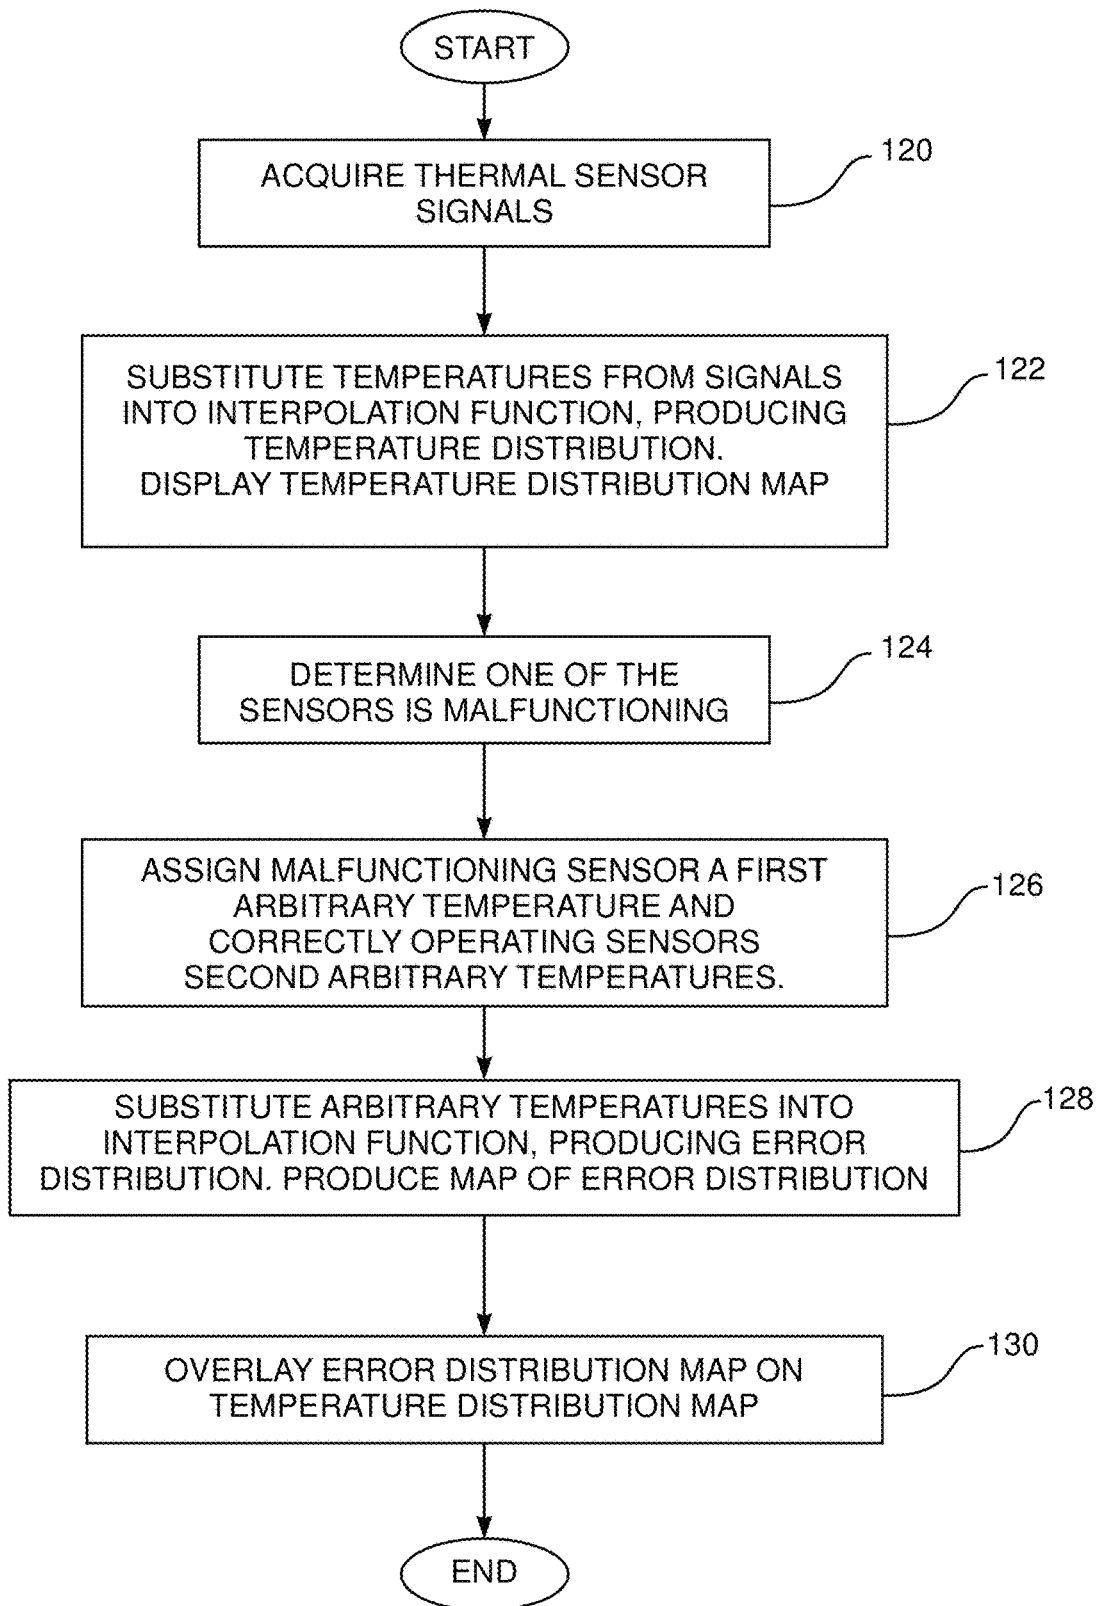 START
120
ACQUIRE THERMAL SENSOR
SIGNALS
122
SUBSTITUTE TEMPERATURES FROM SIGNALS
INTO INTERPOLATION FUNCTION, PRODUCING
TEMPERATURE DISTRIBUTION.
DISPLAY TEMPERATURE DISTRIBUTION MAP
124
DETERMINE ONE OF THE
SENSORS IS MALFUNCTIONING
126
ASSIGN MALFUNCTIONING SENSOR A FIRST
ARBITRARY TEMPERATURE AND
CORRECTLY OPERATING SENSORS
SECOND ARBITRARY TEMPERATURES.
128
SUBSTITUTE ARBITRARY TEMPERATURES INTO
INTERPOLATION FUNCTION, PRODUCING ERROR
DISTRIBUTION. PRODUCE MAP OF ERROR DISTRIBUTION
130
OVERLAY ERROR DISTRIBUTION MAP ON
TEMPERATURE DISTRIBUTION MAP
END